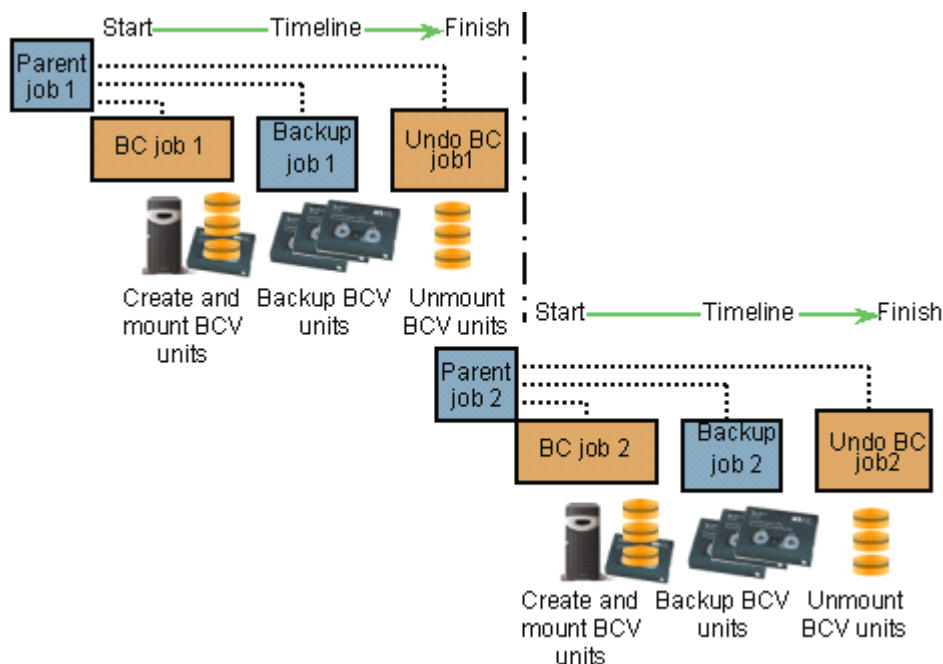 Start Timeline Finish
Parent
job 1
BC job 1
Backup
job 1
Undo BC
job1
Create and
mount BCV
units
Backup BCV
units
Unmount
BCV units
Start Timeline Finish
Parent
job 2
BC job 2
Backup
job 2
Undo BC
job2
Create and
mount BCV
units
Backup BCV
units
Unmount
BCV units